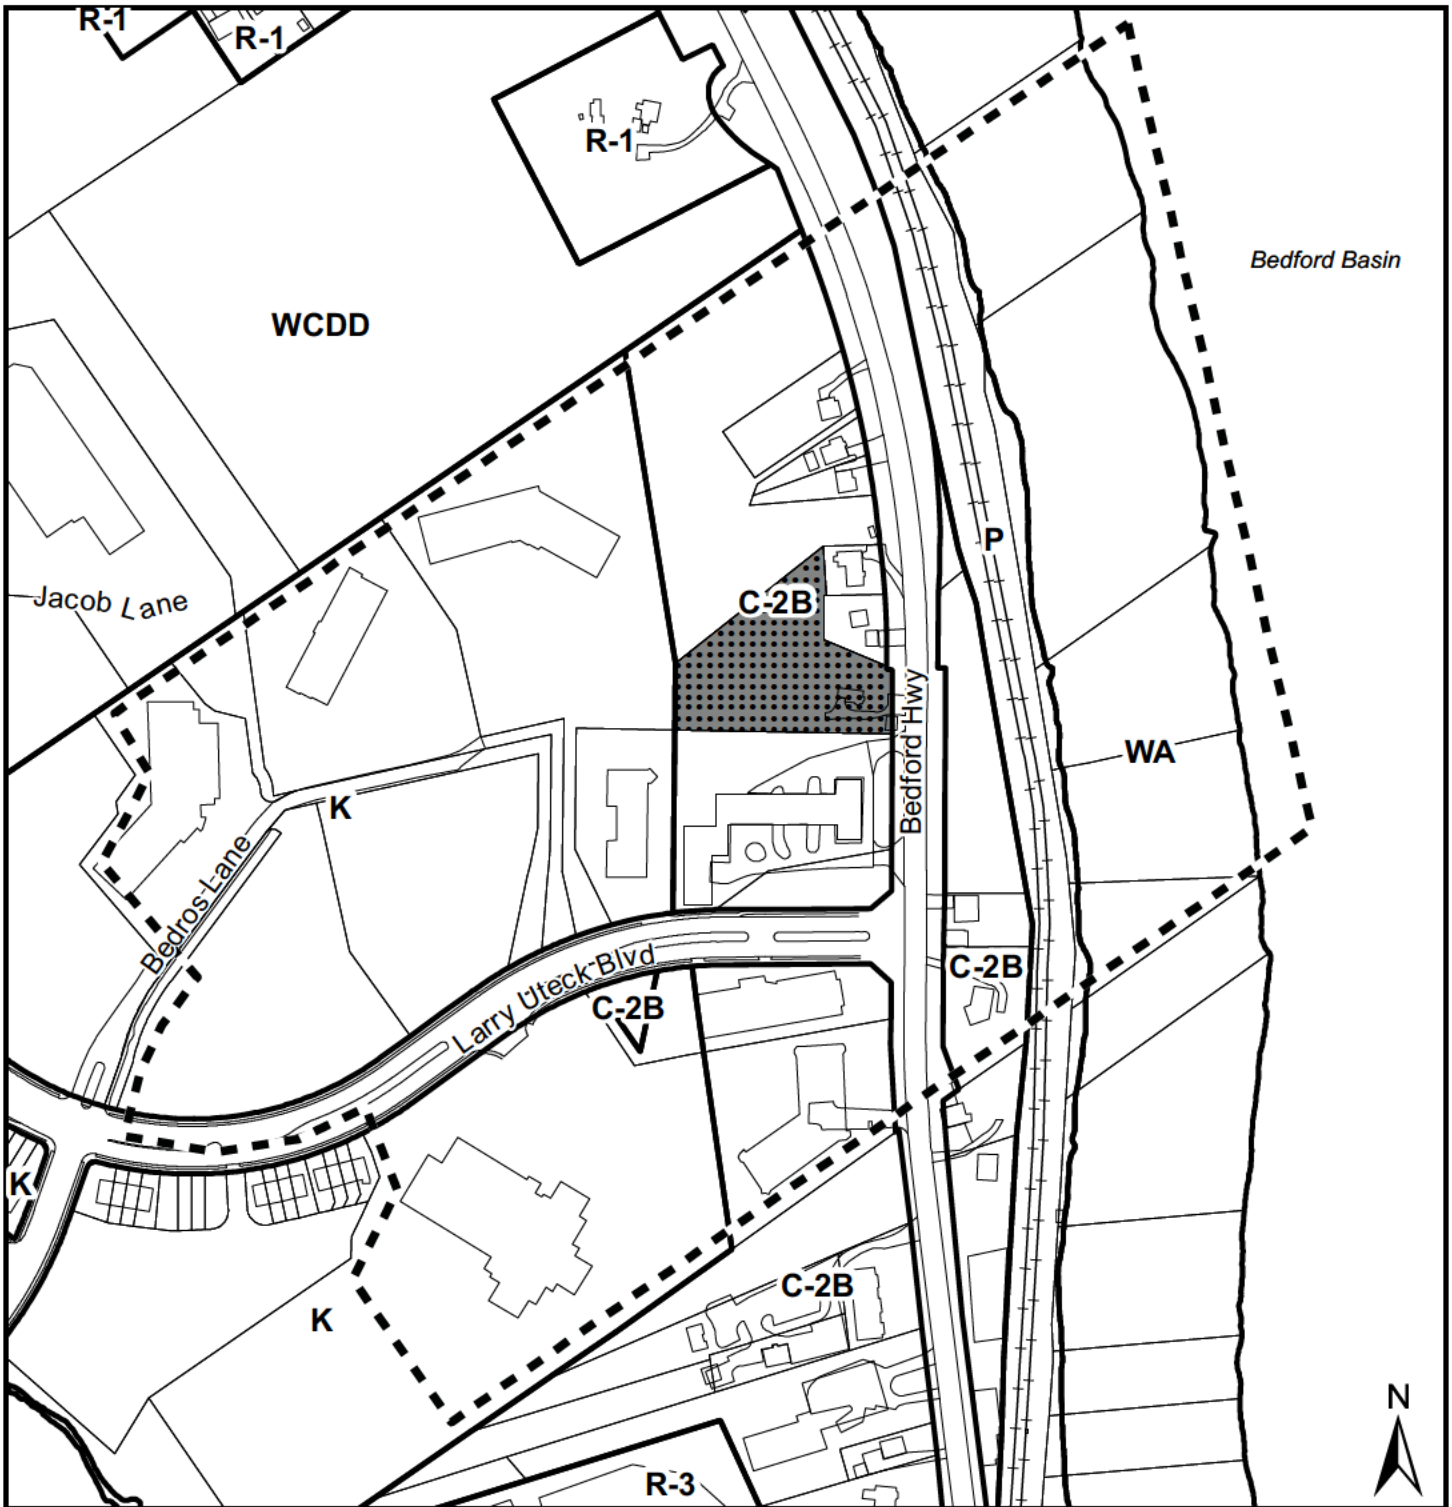 R-1
R-1
R-1
Bedford Basin
WCDD
P
Jacob Lane
C-2B
Bedford Hwy
WA
K
Bedros Lane
Larry Uteck Blvd
C-2B
C-2B
K
C-2B
K
N
R-3